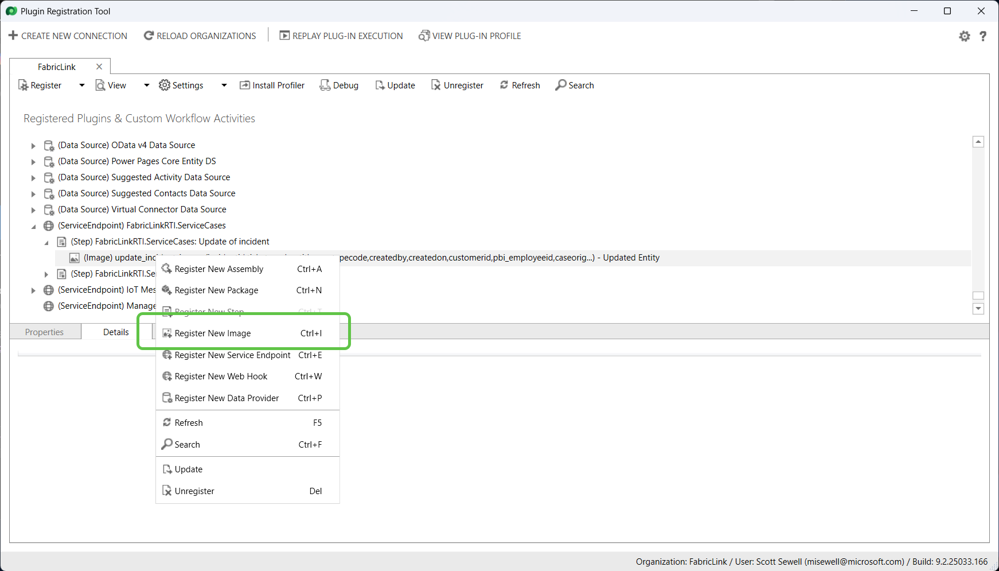 Plugin Registration Tool
CREATE NEW CONNECTION RELOAD ORGANIZATIONS REPLAY PLUG-IN EXECUTION VIEW PLUG-IN PROFILE
FabricLink
Register View Settings Install Profiler Debug Update Unregister Refresh Search
Registered Plugins & Custom Workflow Activities
(Data Source) OData v4 Data Source
(Data Source) Power Pages Core Entity DS
(Data Source) Suggested Activity Data Source
(Data Source) Suggested Contacts Data Source
(Data Source) Virtual Connector Data Source
(ServiceEndpoint) FabricLinkRTI.ServiceCases
(Step) FabricLinkRTI.ServiceCases: Update of incident
(Image) update_inc pecode,createdby,createdon,customerid,pbi_employeeid,caseorig...) - Updated Entity
(Step) FabricLinkRTI.Se
(ServiceEndpoint) IoT Mes
(ServiceEndpoint) Manage
Register New Assembly Ctrl+A
Register New Package Ctrl+N
Register New Step Ctrl+T
Register New Image Ctrl+I
Register New Service Endpoint Ctrl+E
Register New Web Hook Ctrl+W
Register New Data Provider Ctrl+P
Refresh F5
Search Ctrl+F
Update
Unregister Del
Properties Details
Organization: FabricLink / User: Scott Sewell (misewell@microsoft.com) / Build: 9.2.25033.166